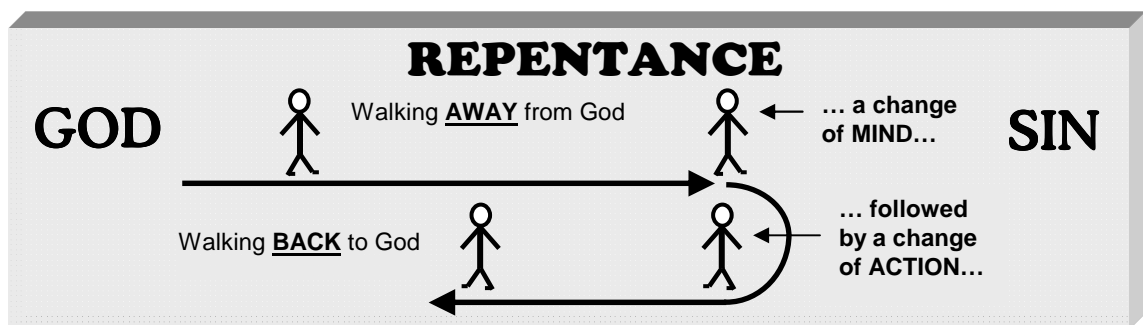 REPENTANCE
GOD
Walking AWAY from God
… a change
of MIND…
SIN
Walking BACK to God
… followed
by a change
of ACTION…